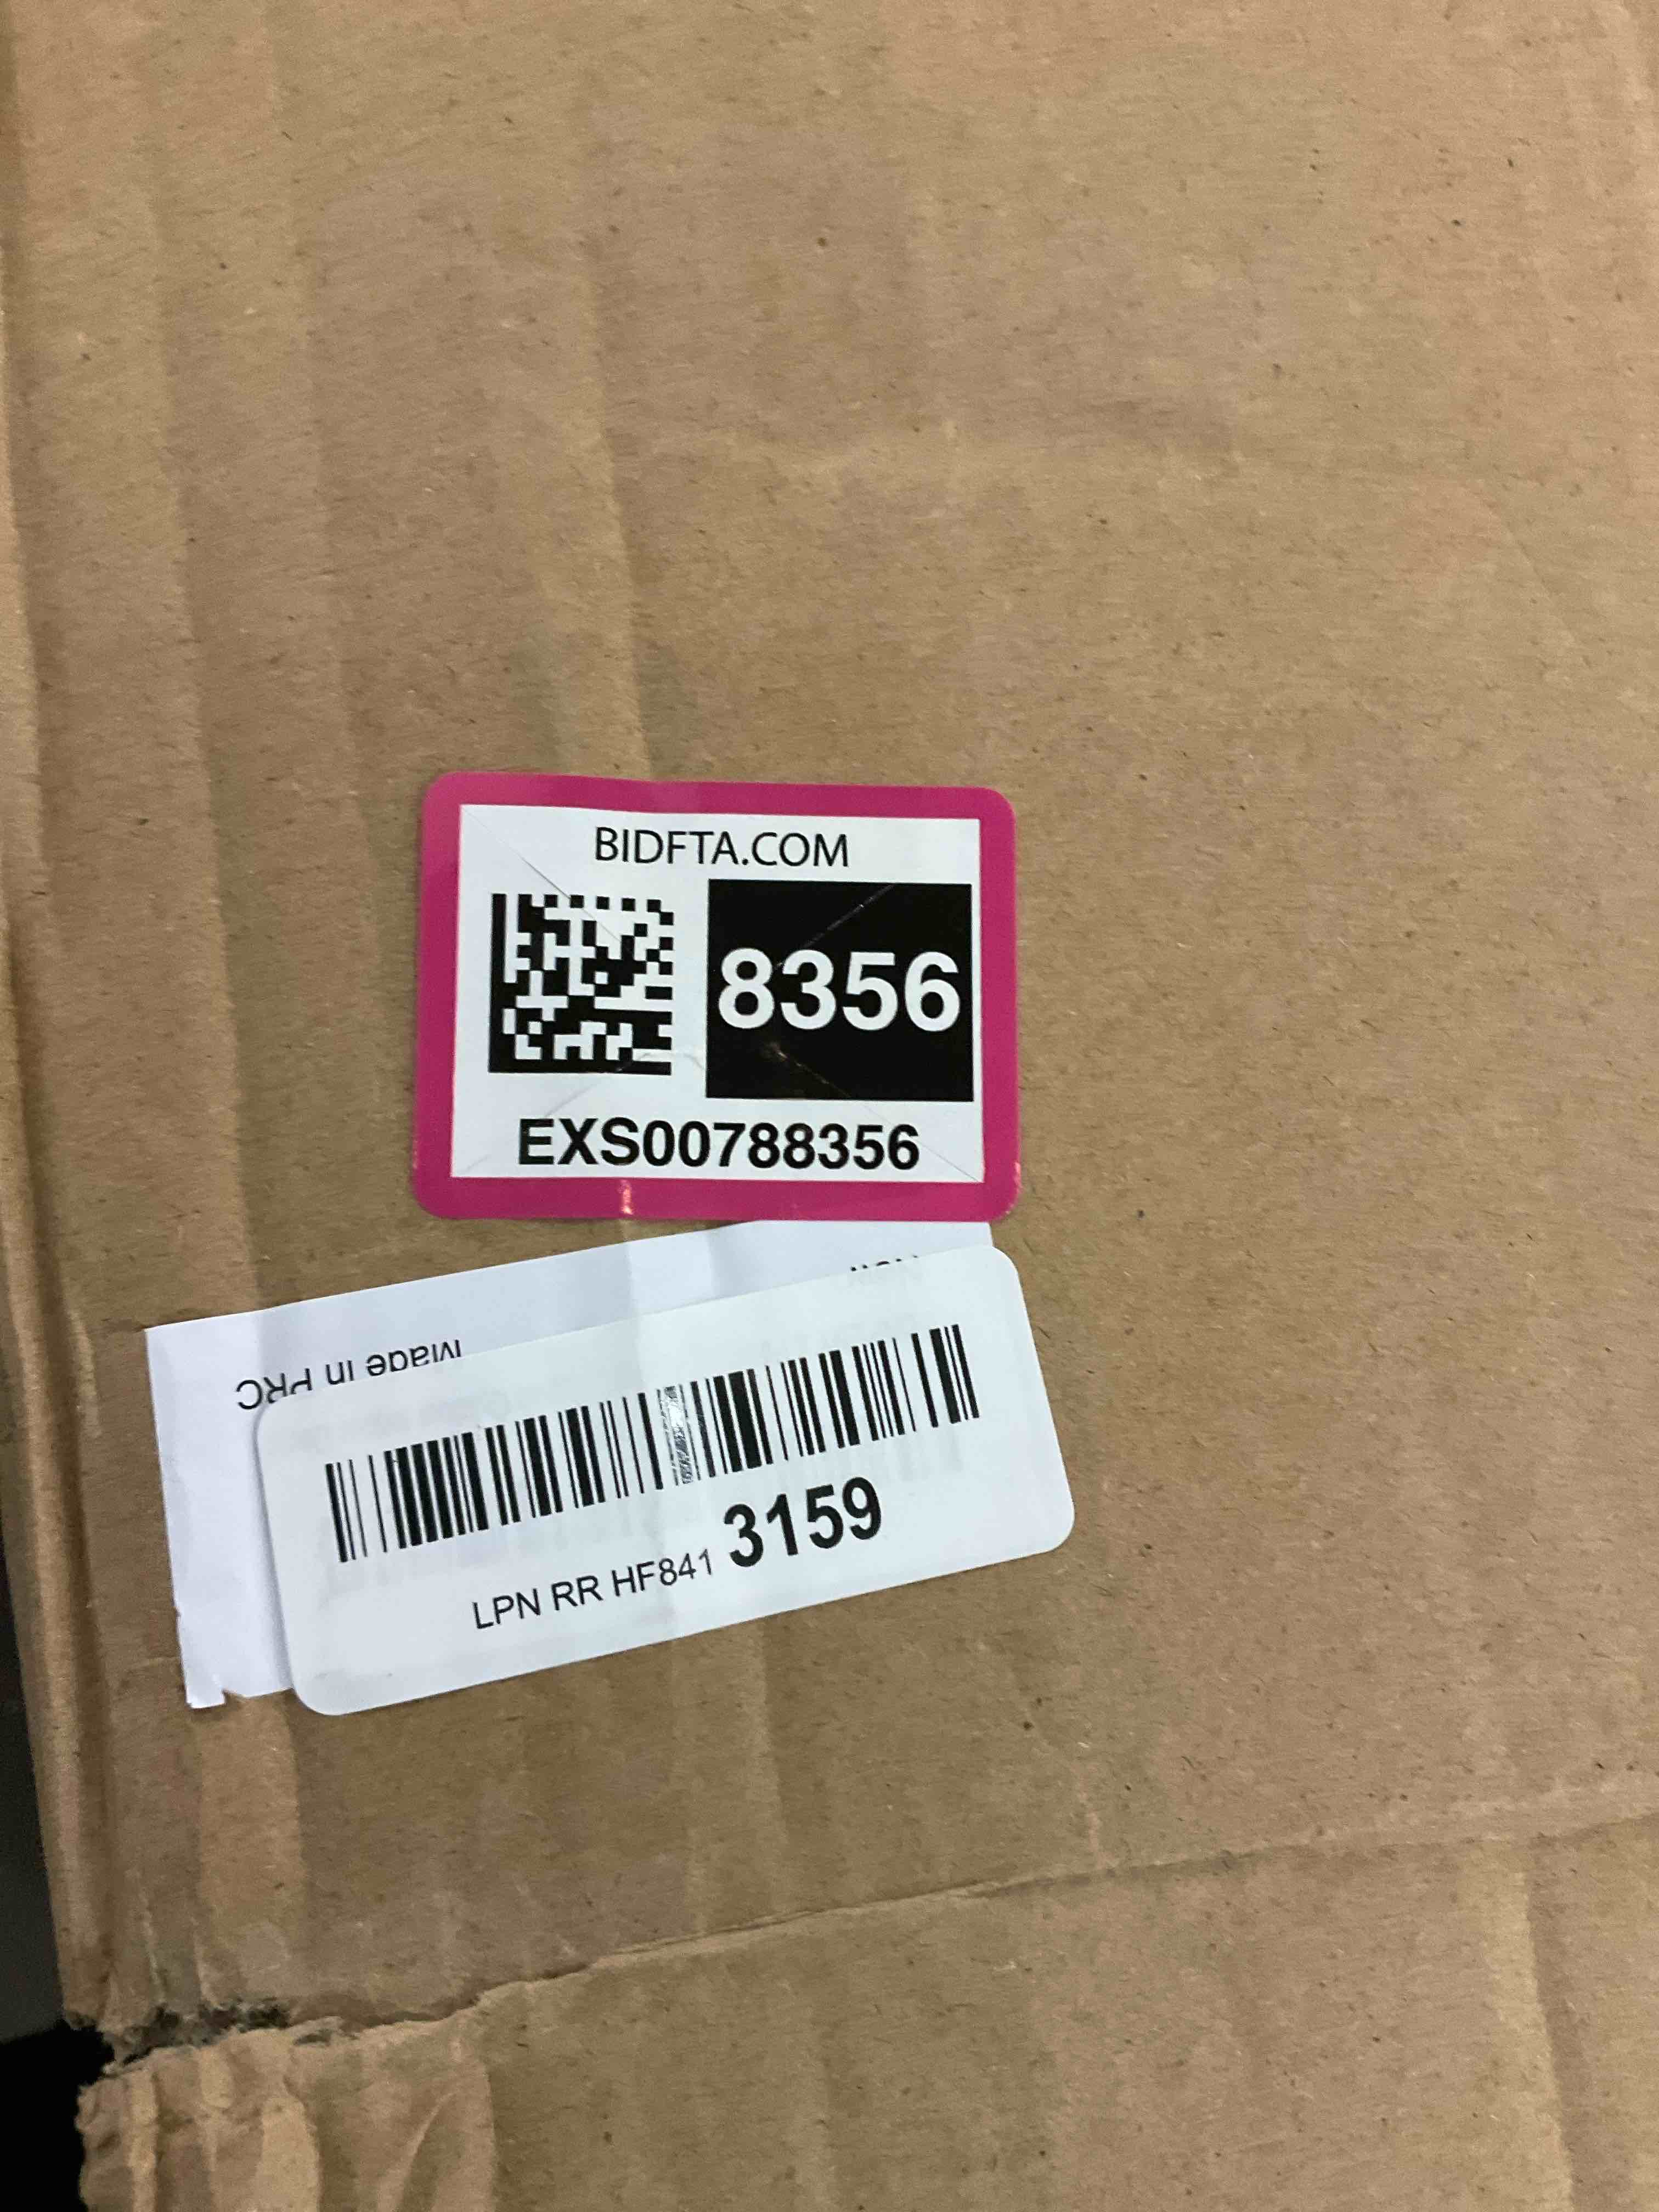 BIDFTA.COM
8356
EXS00788356
Made in PRC
LPN RR HF841 3159